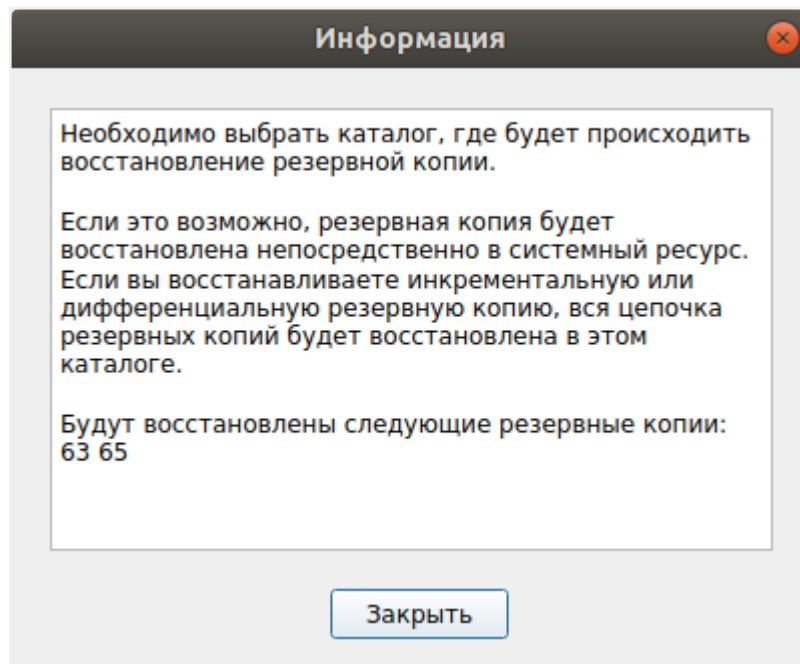 Информация
Необходимо выбрать каталог, где будет происходить
восстановление резервной копии.
Если это возможно, резервная копия будет
восстановлена непосредственно в системный ресурс.
Если вы восстанавливаете инкрементальную или
дифференциальную резервную копию, вся цепочка
резервных копий будет восстановлена в этом
каталоге.
Будут восстановлены следующие резервные копии:
63 65
Закрыть